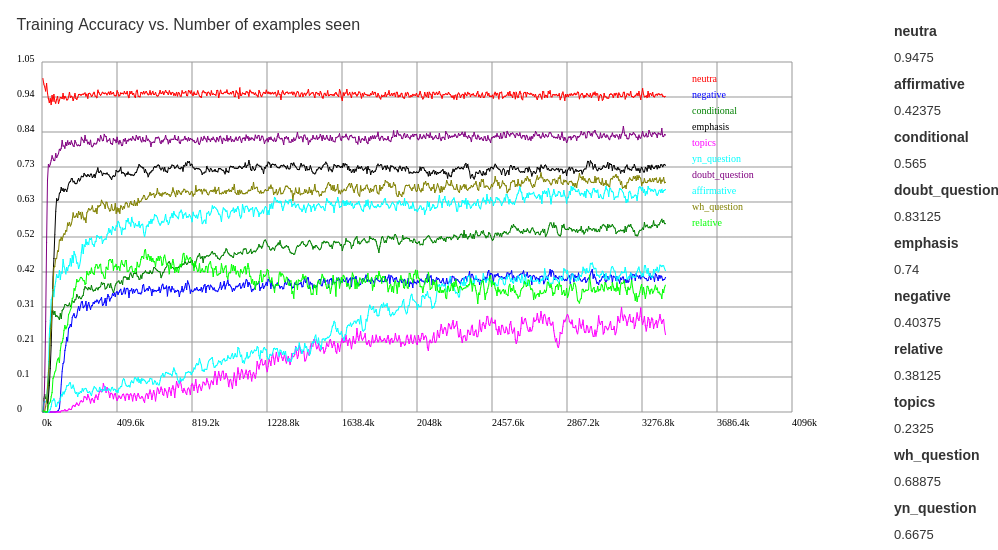 Training Accuracy vs. Number of examples seen
1.05
0.94
0.84
0.73
0.63
0.52
0.42
0.31
0.21
0.1
0
0k
409.6k
819.2k
1228.8k
1638.4k
2048k
2457.6k
2867.2k
3276.8k
3686.4k
4096k
neutra
negative
conditional
emphasis
topics
yn_question
doubt_question
affirmative
wh_question
relative
neutra
0.9475
affirmative
0.42375
conditional
0.565
doubt_question
0.83125
emphasis
0.74
negative
0.40375
relative
0.38125
topics
0.2325
wh_question
0.68875
yn_question
0.6675